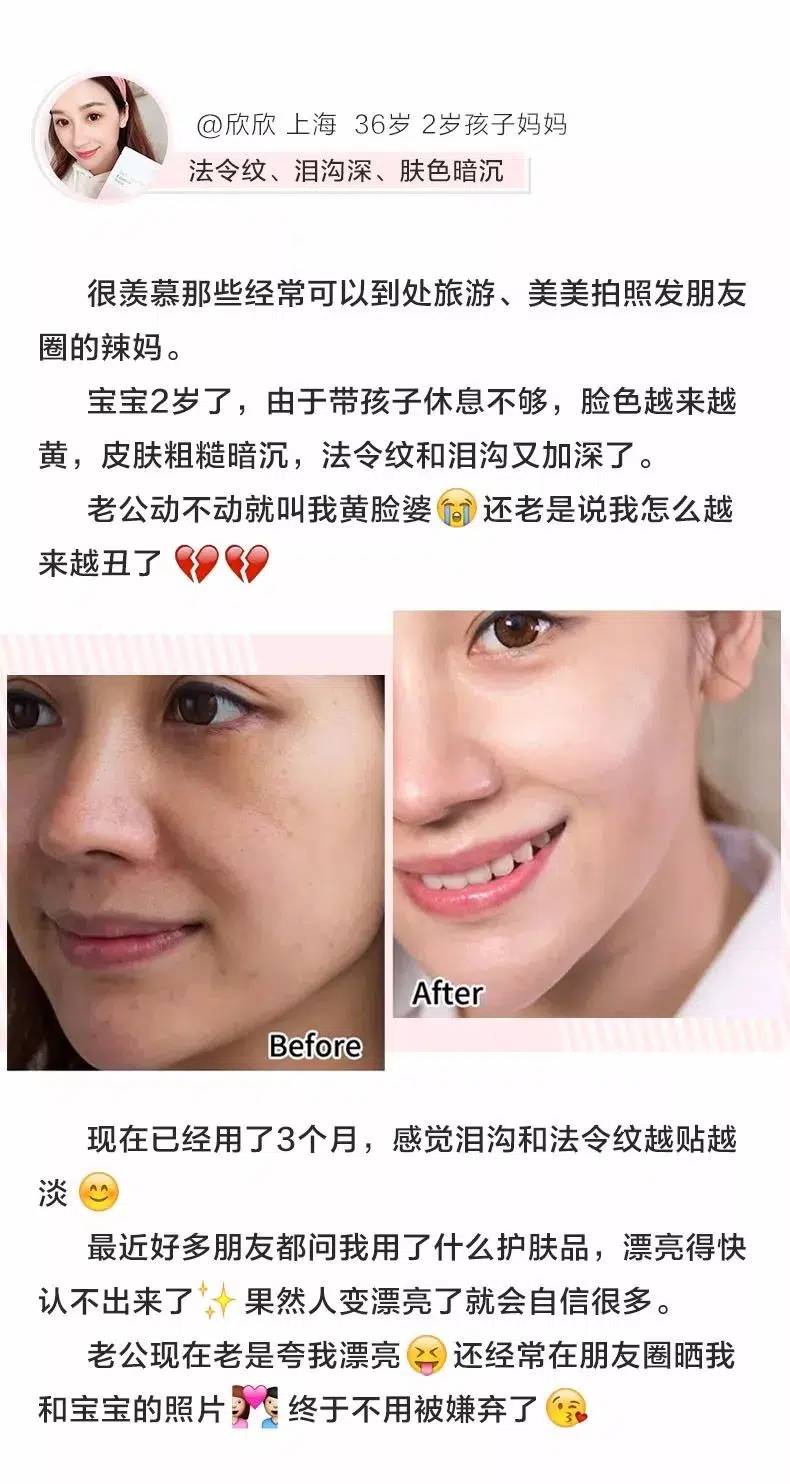 @欣欣 上海 36岁 2岁孩子妈妈
法令纹、泪沟深、肤色暗沉
很羡慕那些经常可以到处旅游、美美拍照发朋友
圈的辣妈。
宝宝2岁了，由于带孩子休息不够，脸色越来越
黄，皮肤粗糙暗沉，法令纹和泪沟又加深了。
老公动不动就叫我黄脸婆😭还老是说我怎么越
来越丑了 💔💔
Before
After
现在已经用了3个月，感觉泪沟和法令纹越贴越
淡 😊
最近好多朋友都问我用了什么护肤品，漂亮得快
认不出来了✨ 果然人变漂亮了就会自信很多。
老公现在老是夸我漂亮😝还经常在朋友圈晒我
和宝宝的照片💑 终于不用被嫌弃了 😘